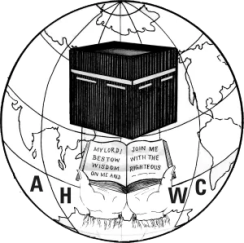 MY LORD!
BESTOW
WISDOM
ON ME AND
JOIN ME
WITH THE
RIGHTEOUS
A H W C